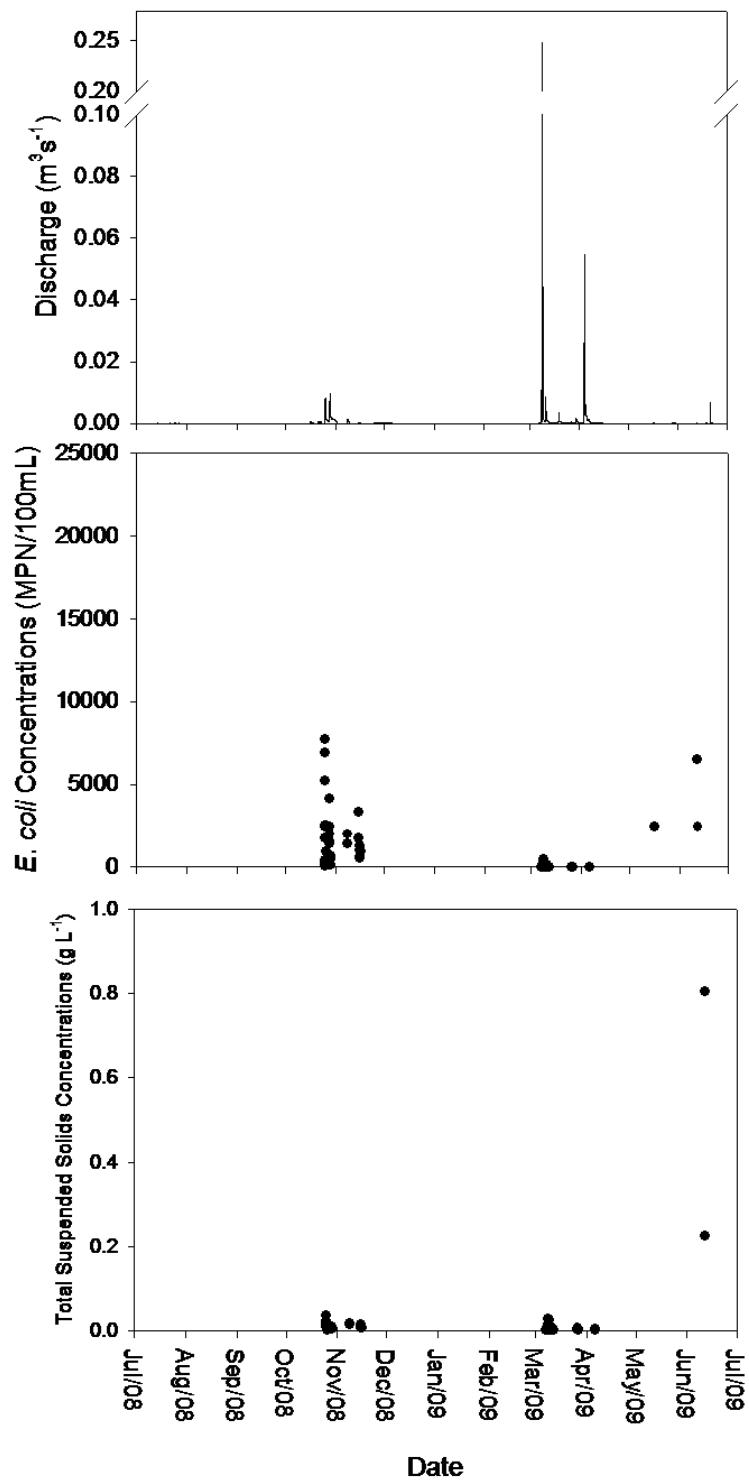 0.25
0.20
0.10
0.08
0.06
0.04
0.02
0.00
Discharge (m³s⁻¹)
25000
20000
15000
10000
5000
0
E. coli Concentrations (MPN/100mL)
1.0
0.8
0.6
0.4
0.2
0.0
Total Suspended Solids Concentrations (g L⁻¹)
Jul/08
Aug/08
Sep/08
Oct/08
Nov/08
Dec/08
Jan/09
Feb/09
Mar/09
Apr/09
May/09
Jun/09
Jul/09
Date